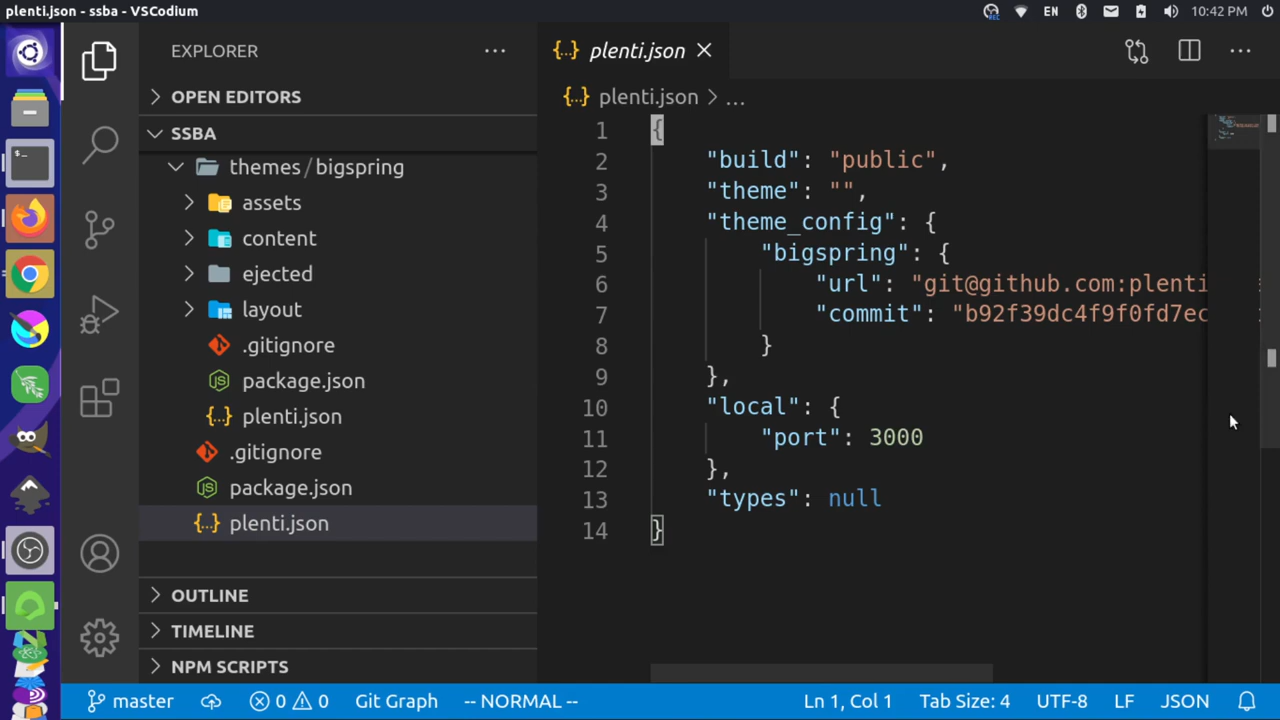 plenti.json - ssba - VSCodium
REC
EN
10:42 PM
EXPLORER
OPEN EDITORS
SSBA
themes / bigspring
assets
content
ejected
layout
.gitignore
package.json
plenti.json
.gitignore
package.json
plenti.json
OUTLINE
TIMELINE
NPM SCRIPTS
plenti.json
plenti.json > ...
1 {
2 "build": "public",
3 "theme": "",
4 "theme_config": {
5 "bigspring": {
6 "url": "git@github.com:plenti
7 "commit": "b92f39dc4f9f0fd7ec
8 }
9 },
10 "local": {
11 "port": 3000
12 },
13 "types": null
14 }
master
0
0
Git Graph
-- NORMAL --
Ln 1, Col 1
Tab Size: 4
UTF-8
LF
JSON